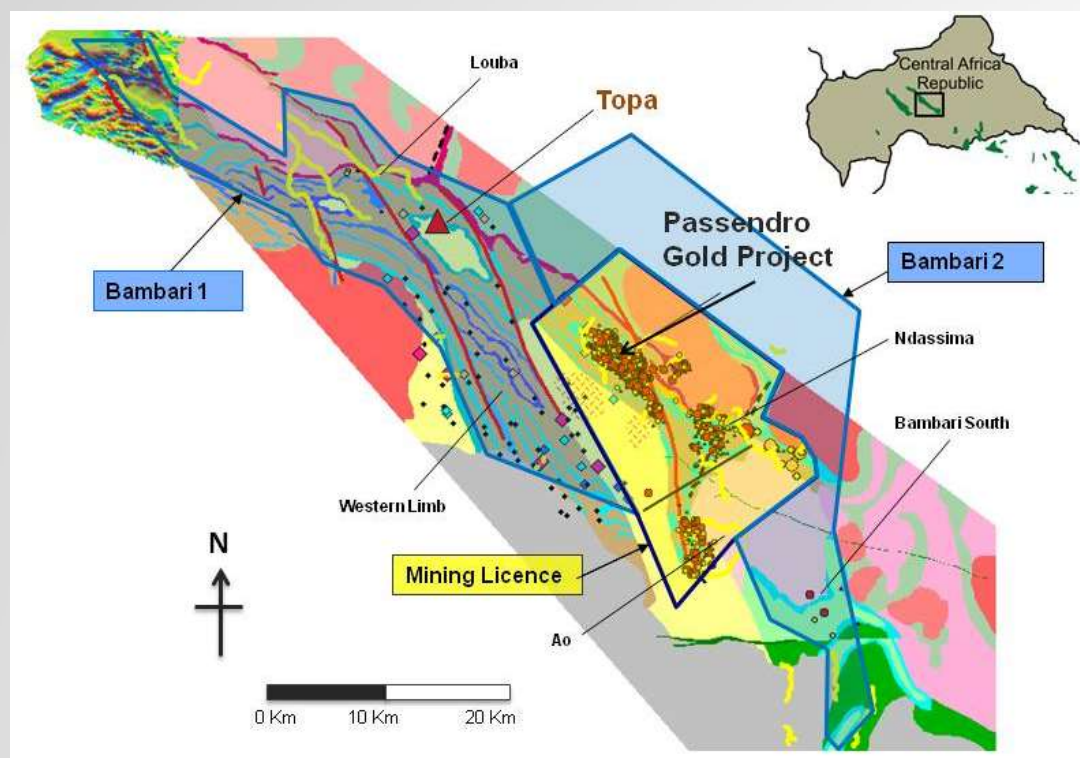 Central Africa
Republic
Louba
Topa
Passendro
Gold Project
Bambari 2
Bambari 1
Ndassima
Bambari South
Western Limb
N
Mining Licence
Ao
0 Km 10 Km 20 Km